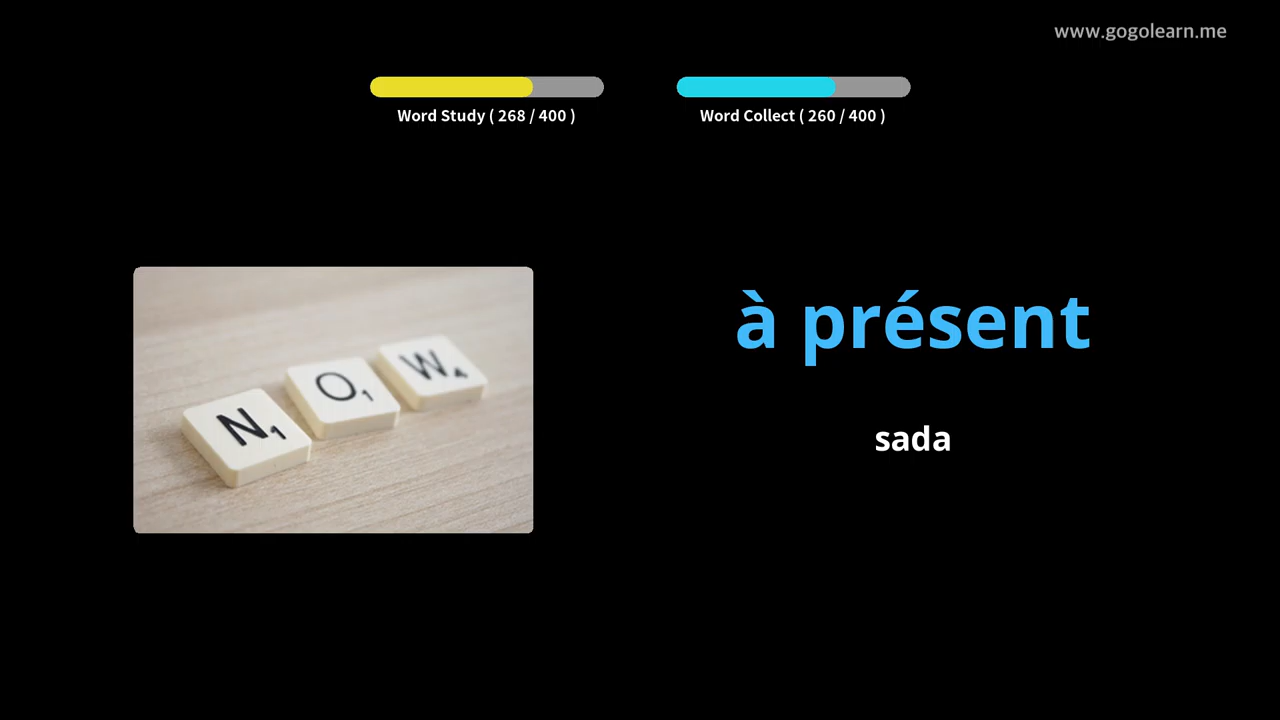 www.gogolearn.me
Word Study ( 268 / 400 )
Word Collect ( 260 / 400 )
à présent
sada
N1 O1 W4